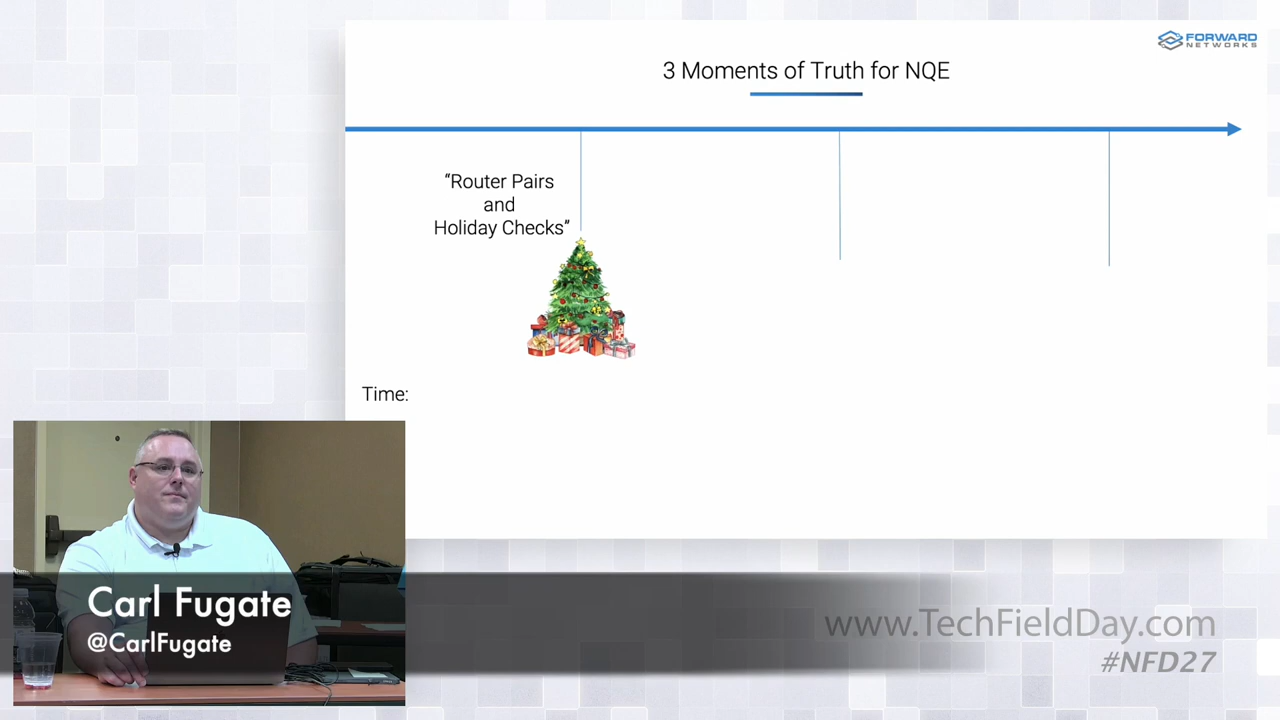 FORWARD
NETWORKS
3 Moments of Truth for NQE
“Router Pairs
and
Holiday Checks”
Time:
Carl Fugate
@CarlFugate
www.TechFieldDay.com
#NFD27